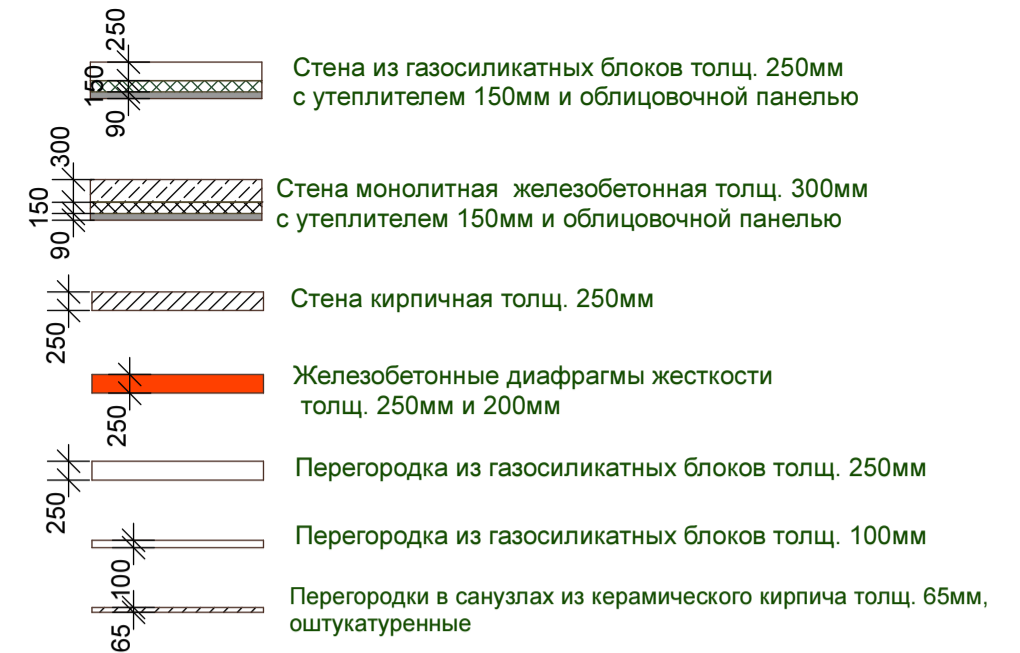 250
150
90
Стена из газосиликатных блоков толщ. 250мм
с утеплителем 150мм и облицовочной панелью
300
150
90
Стена монолитная железобетонная толщ. 300мм
с утеплителем 150мм и облицовочной панелью
250
Стена кирпичная толщ. 250мм
250
Железобетонные диафрагмы жесткости
толщ. 250мм и 200мм
250
Перегородка из газосиликатных блоков толщ. 250мм
100
Перегородка из газосиликатных блоков толщ. 100мм
65
Перегородки в санузлах из керамического кирпича толщ. 65мм,
оштукатуренные